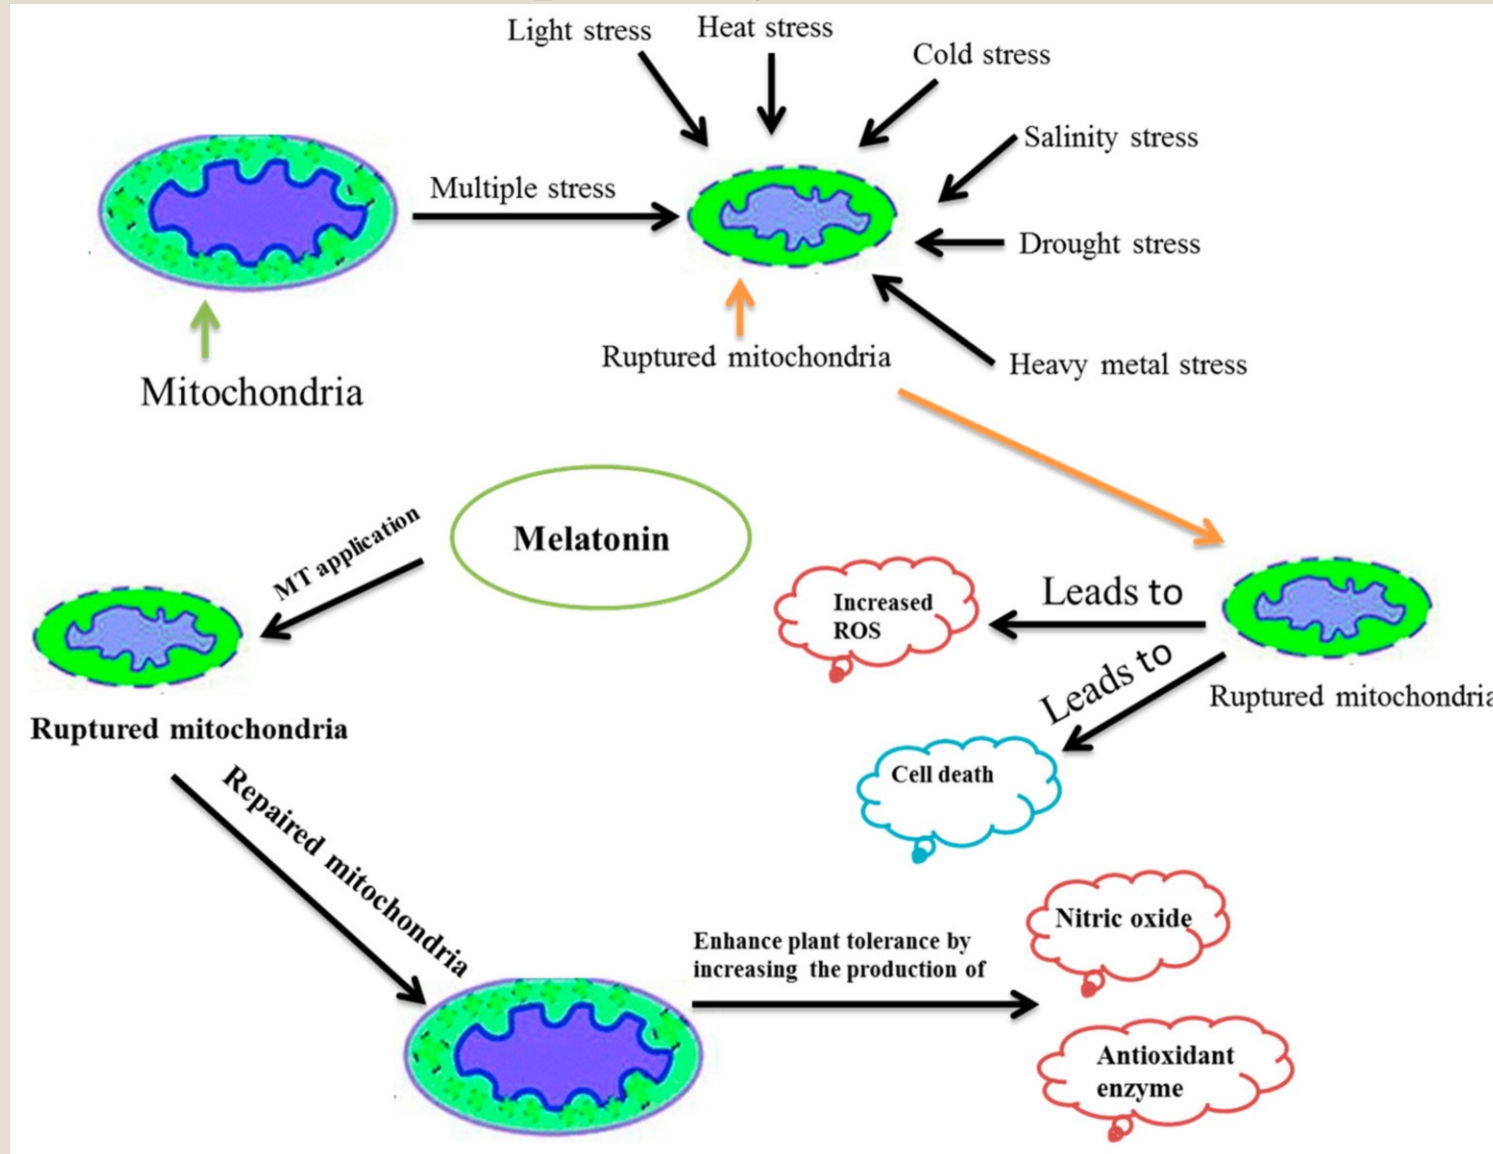 Light stress
Heat stress
Cold stress
Salinity stress
Multiple stress
Drought stress
Ruptured mitochondria
Heavy metal stress
Mitochondria
MT application
Melatonin
Increased
ROS
Leads to
Leads to
Ruptured mitochondria
Ruptured mitochondria
Cell death
Repaired mitochondria
Enhance plant tolerance by
increasing the production of
Nitric oxide
Antioxidant
enzyme